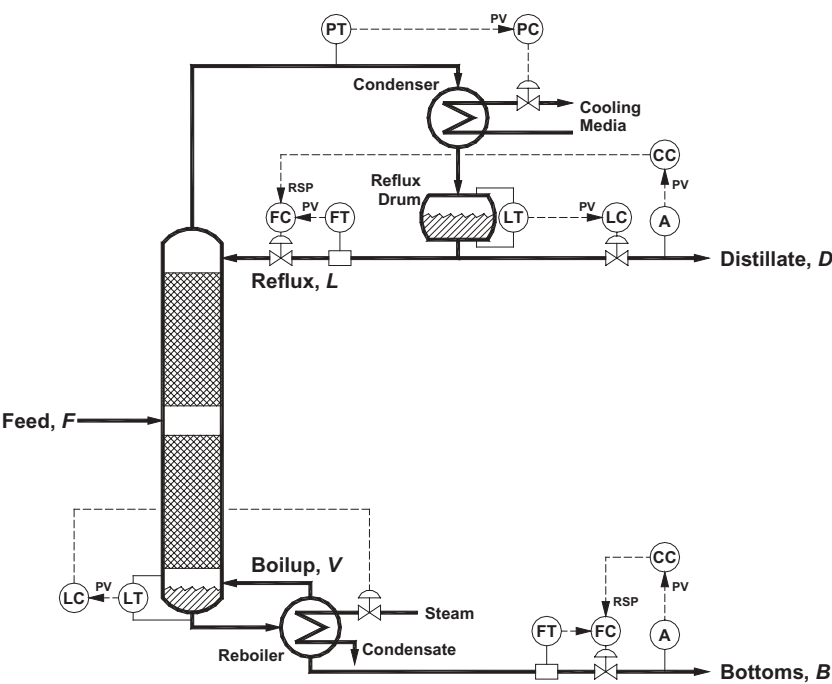 PT
PV
PC
Condenser
Cooling
Media
CC
PV
Reflux
Drum
RSP
FC
PV
FT
LT
PV
LC
A
Reflux, L
Distillate, D
Feed, F
Boilup, V
LC
PV
LT
Steam
Reboiler
Condensate
CC
PV
RSP
FT
FC
A
Bottoms, B